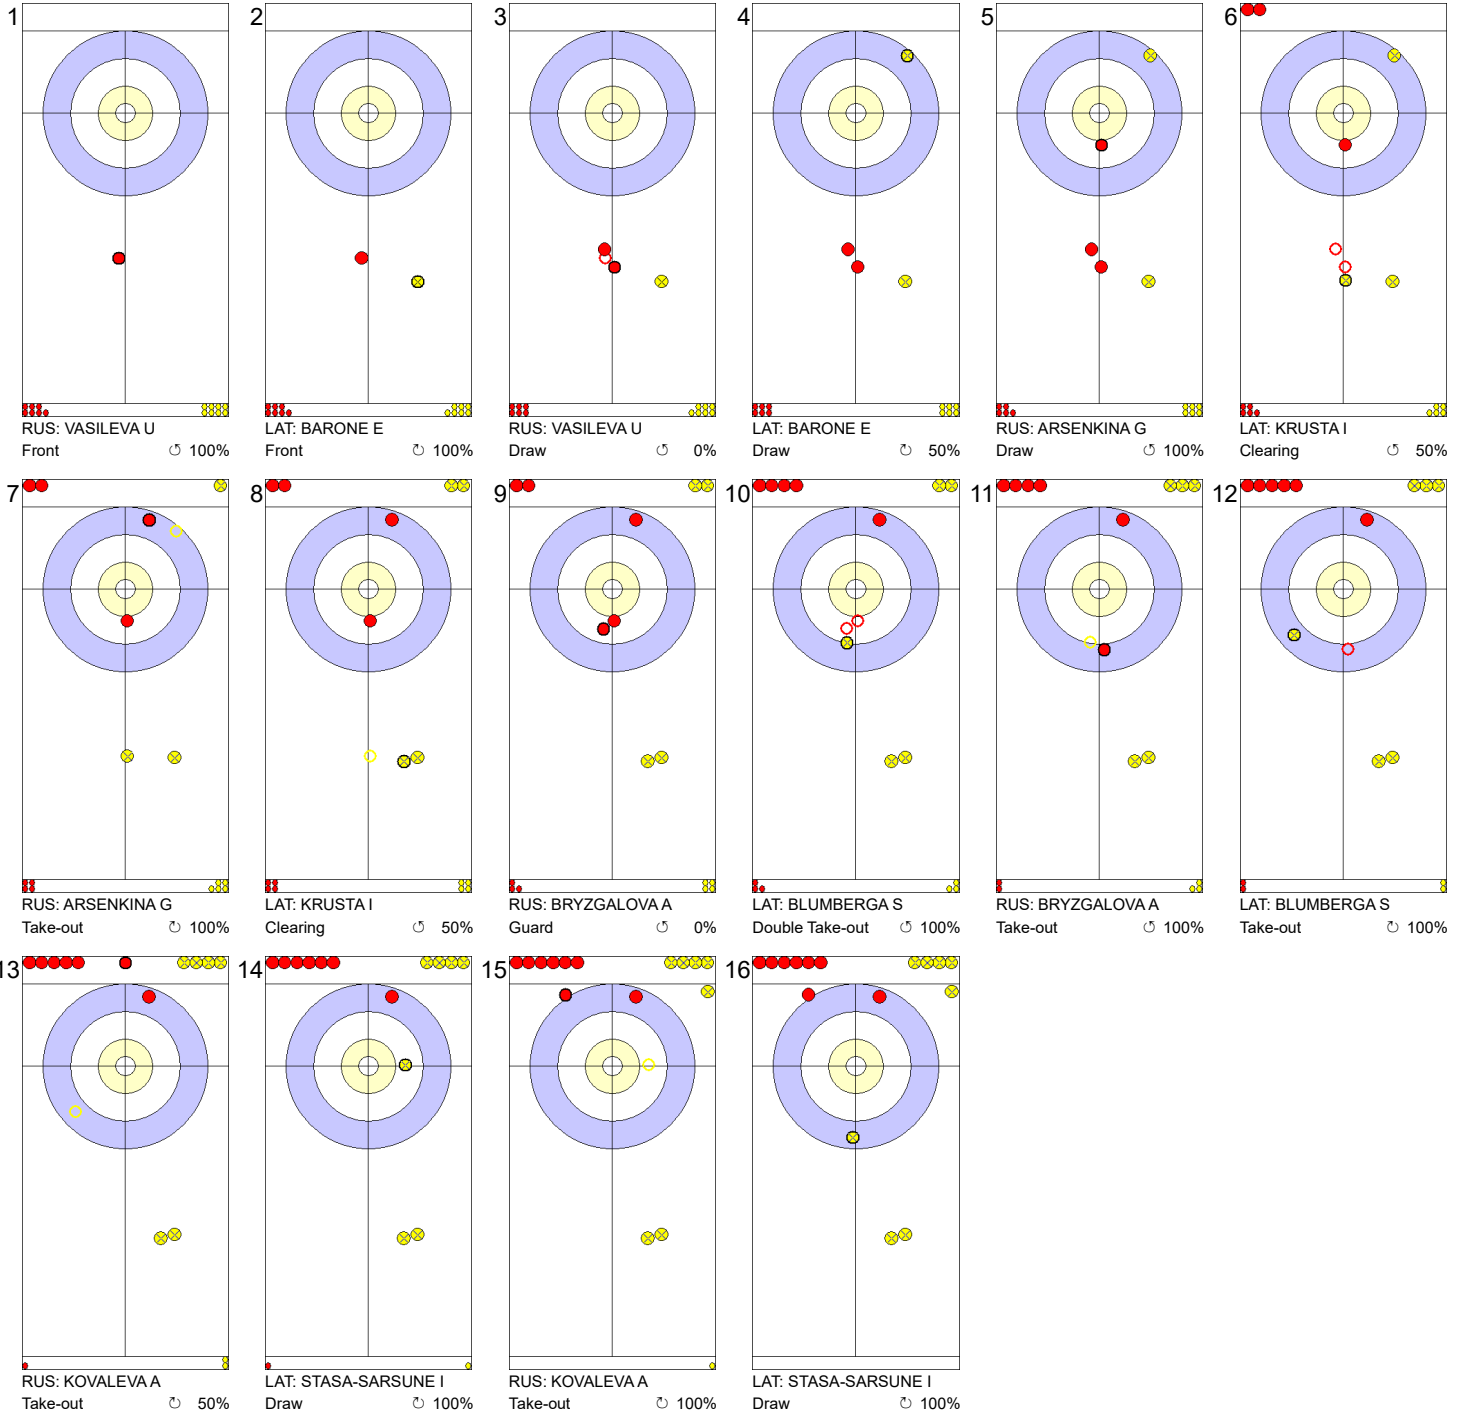 1
2
3
4
5
6
RUS: VASILEVA U
Front ↻ 100%
LAT: BARONE E
Front ↻ 100%
RUS: VASILEVA U
Draw ↺ 0%
LAT: BARONE E
Draw ↻ 50%
RUS: ARSENKINA G
Draw ↺ 100%
LAT: KRUSTA I
Clearing ↺ 50%
7
8
9
10
11
12
RUS: ARSENKINA G
Take-out ↻ 100%
LAT: KRUSTA I
Clearing ↺ 50%
RUS: BRYZGALOVA A
Guard ↺ 0%
LAT: BLUMBERGA S
Double Take-out ↺ 100%
RUS: BRYZGALOVA A
Take-out ↺ 100%
LAT: BLUMBERGA S
Take-out ↻ 100%
13
14
15
16
RUS: KOVALEVA A
Take-out ↻ 50%
LAT: STASA-SARSUNE I
Draw ↻ 100%
RUS: KOVALEVA A
Take-out ↻ 100%
LAT: STASA-SARSUNE I
Draw ↻ 100%